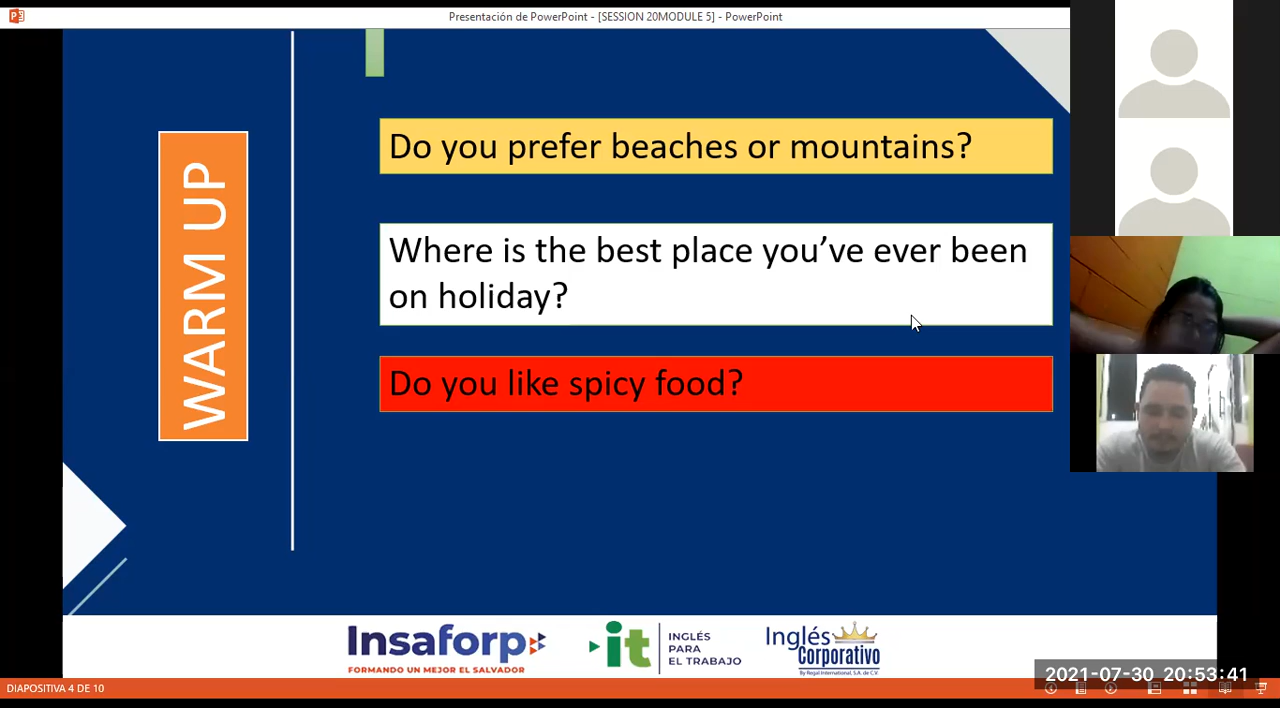 Presentación de PowerPoint - [SESSION 20MODULE 5] - PowerPoint
WARM UP
Do you prefer beaches or mountains?
Where is the best place you’ve ever been
on holiday?
Do you like spicy food?
Insaforp
FORMANDO UN MEJOR EL SALVADOR
it
INGLÉS
PARA
EL TRABAJO
Inglés
Corporativo
By Regal International, S.A. de C.V.
2021-07-30 20:53:41
DIAPOSITIVA 4 DE 10